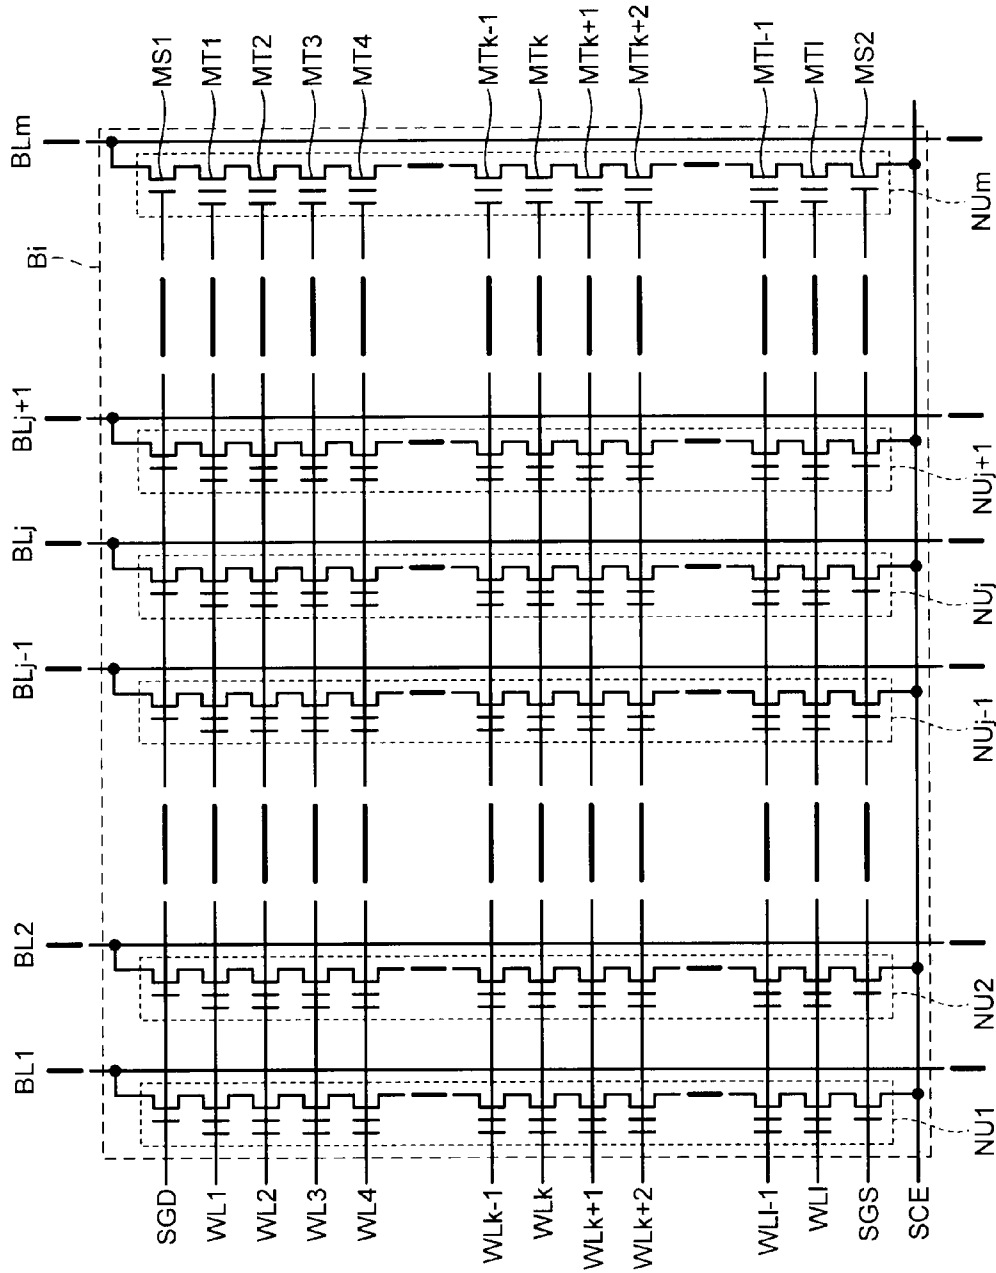 BL1
BL2
BLj-1
BLj
BLj+1
BLm
Bi
SGD
WL1
WL2
WL3
WL4
WLk-1
WLk
WLk+1
WLk+2
WLl-1
WLl
SGS
SCE
MS1
MT1
MT2
MT3
MT4
MTk-1
MTk
MTk+1
MTk+2
MTl-1
MTl
MS2
NU1
NU2
NUj-1
NUj
NUj+1
NUm